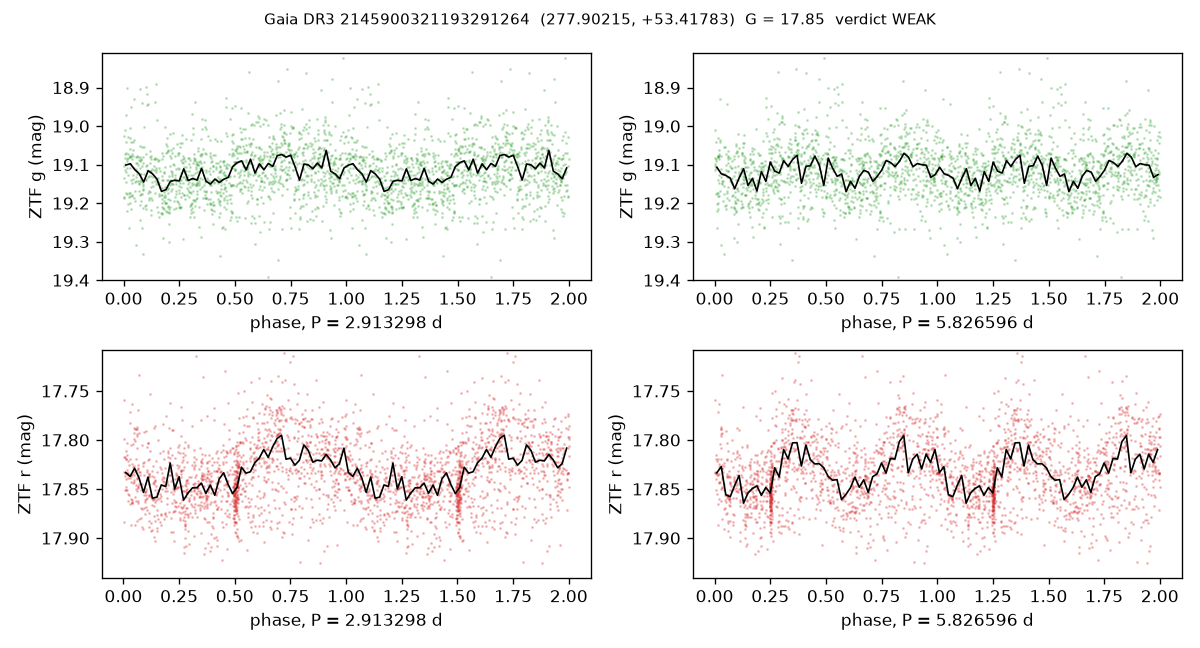 Gaia DR3 2145900321193291264 (277.90215, +53.41783) G = 17.85 verdict WEAK
ZTF g (mag)
18.9
19.0
19.1
19.2
19.3
19.4
0.00 0.25 0.50 0.75 1.00 1.25 1.50 1.75 2.00
phase, P = 2.913298 d
ZTF g (mag)
18.9
19.0
19.1
19.2
19.3
19.4
0.00 0.25 0.50 0.75 1.00 1.25 1.50 1.75 2.00
phase, P = 5.826596 d
ZTF r (mag)
17.75
17.80
17.85
17.90
0.00 0.25 0.50 0.75 1.00 1.25 1.50 1.75 2.00
phase, P = 2.913298 d
ZTF r (mag)
17.75
17.80
17.85
17.90
0.00 0.25 0.50 0.75 1.00 1.25 1.50 1.75 2.00
phase, P = 5.826596 d